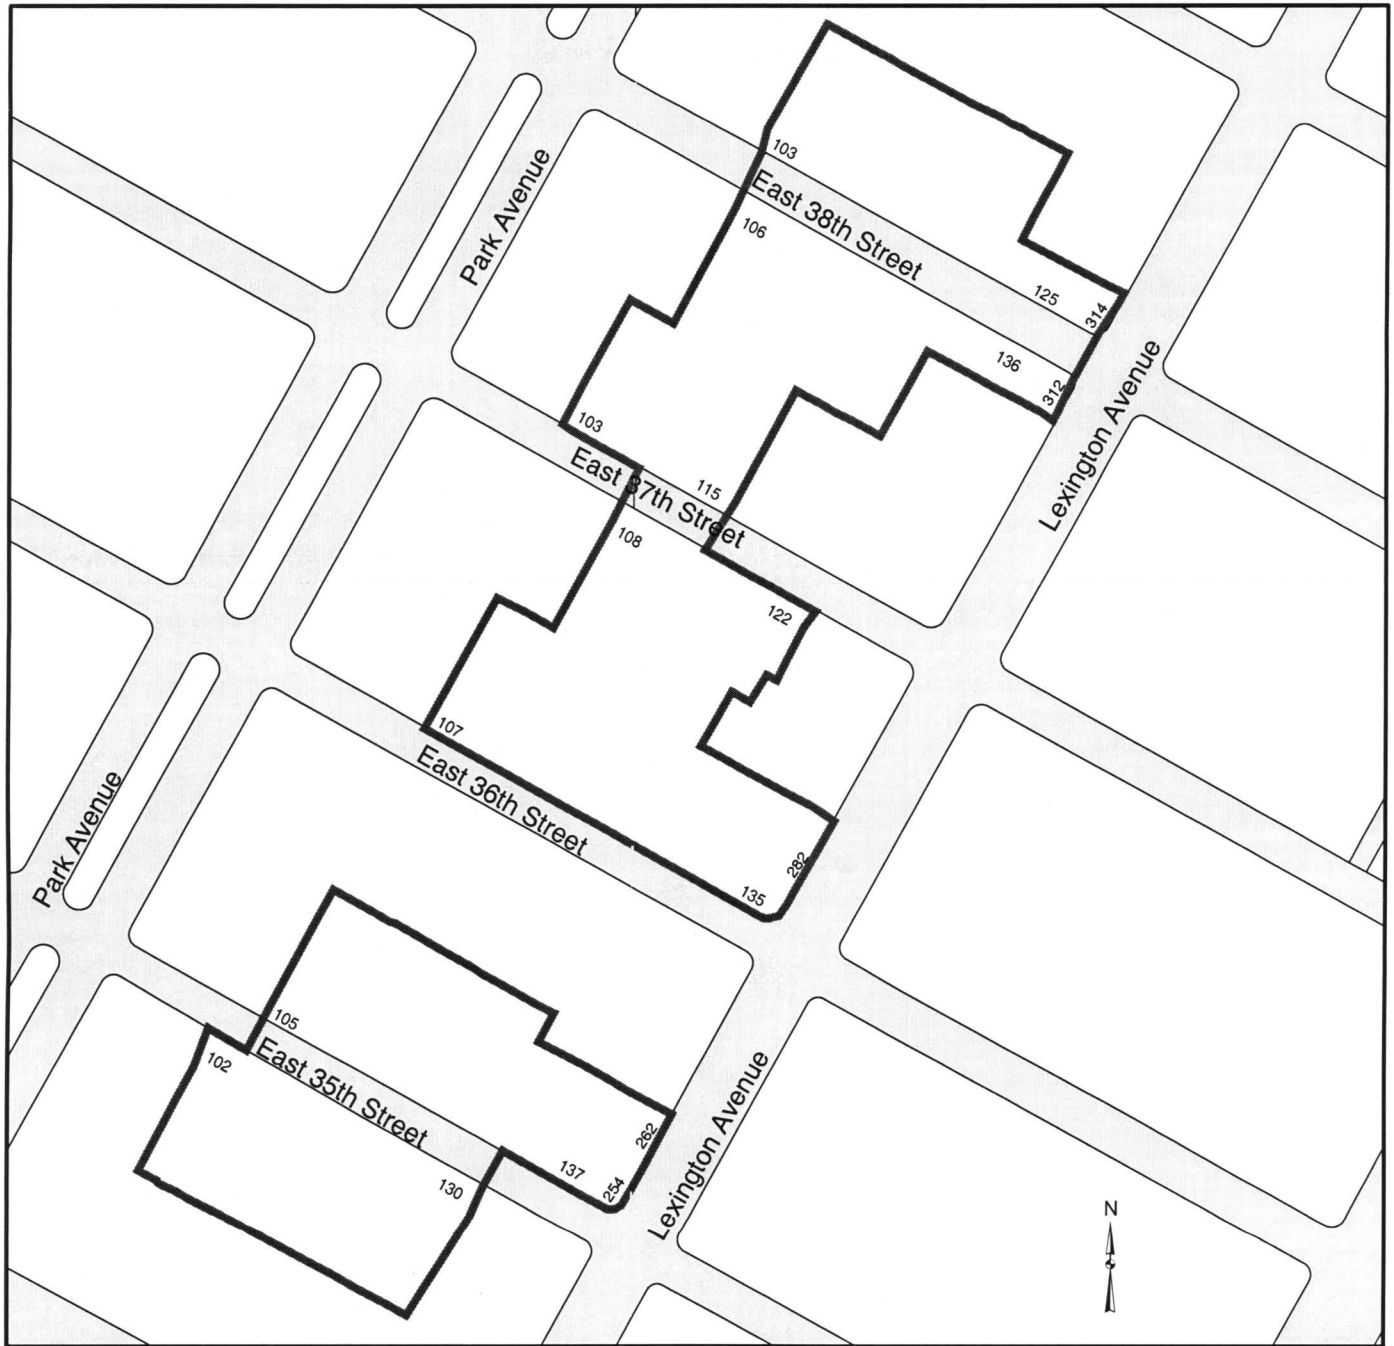 103
East 38th Street
106
Park Avenue
125
314
136
312
Lexington Avenue
103
East 37th Street
115
108
122
107
East 36th Street
282
135
Park Avenue
105
102
East 35th Street
262
137
254
130
Lexington Avenue
N